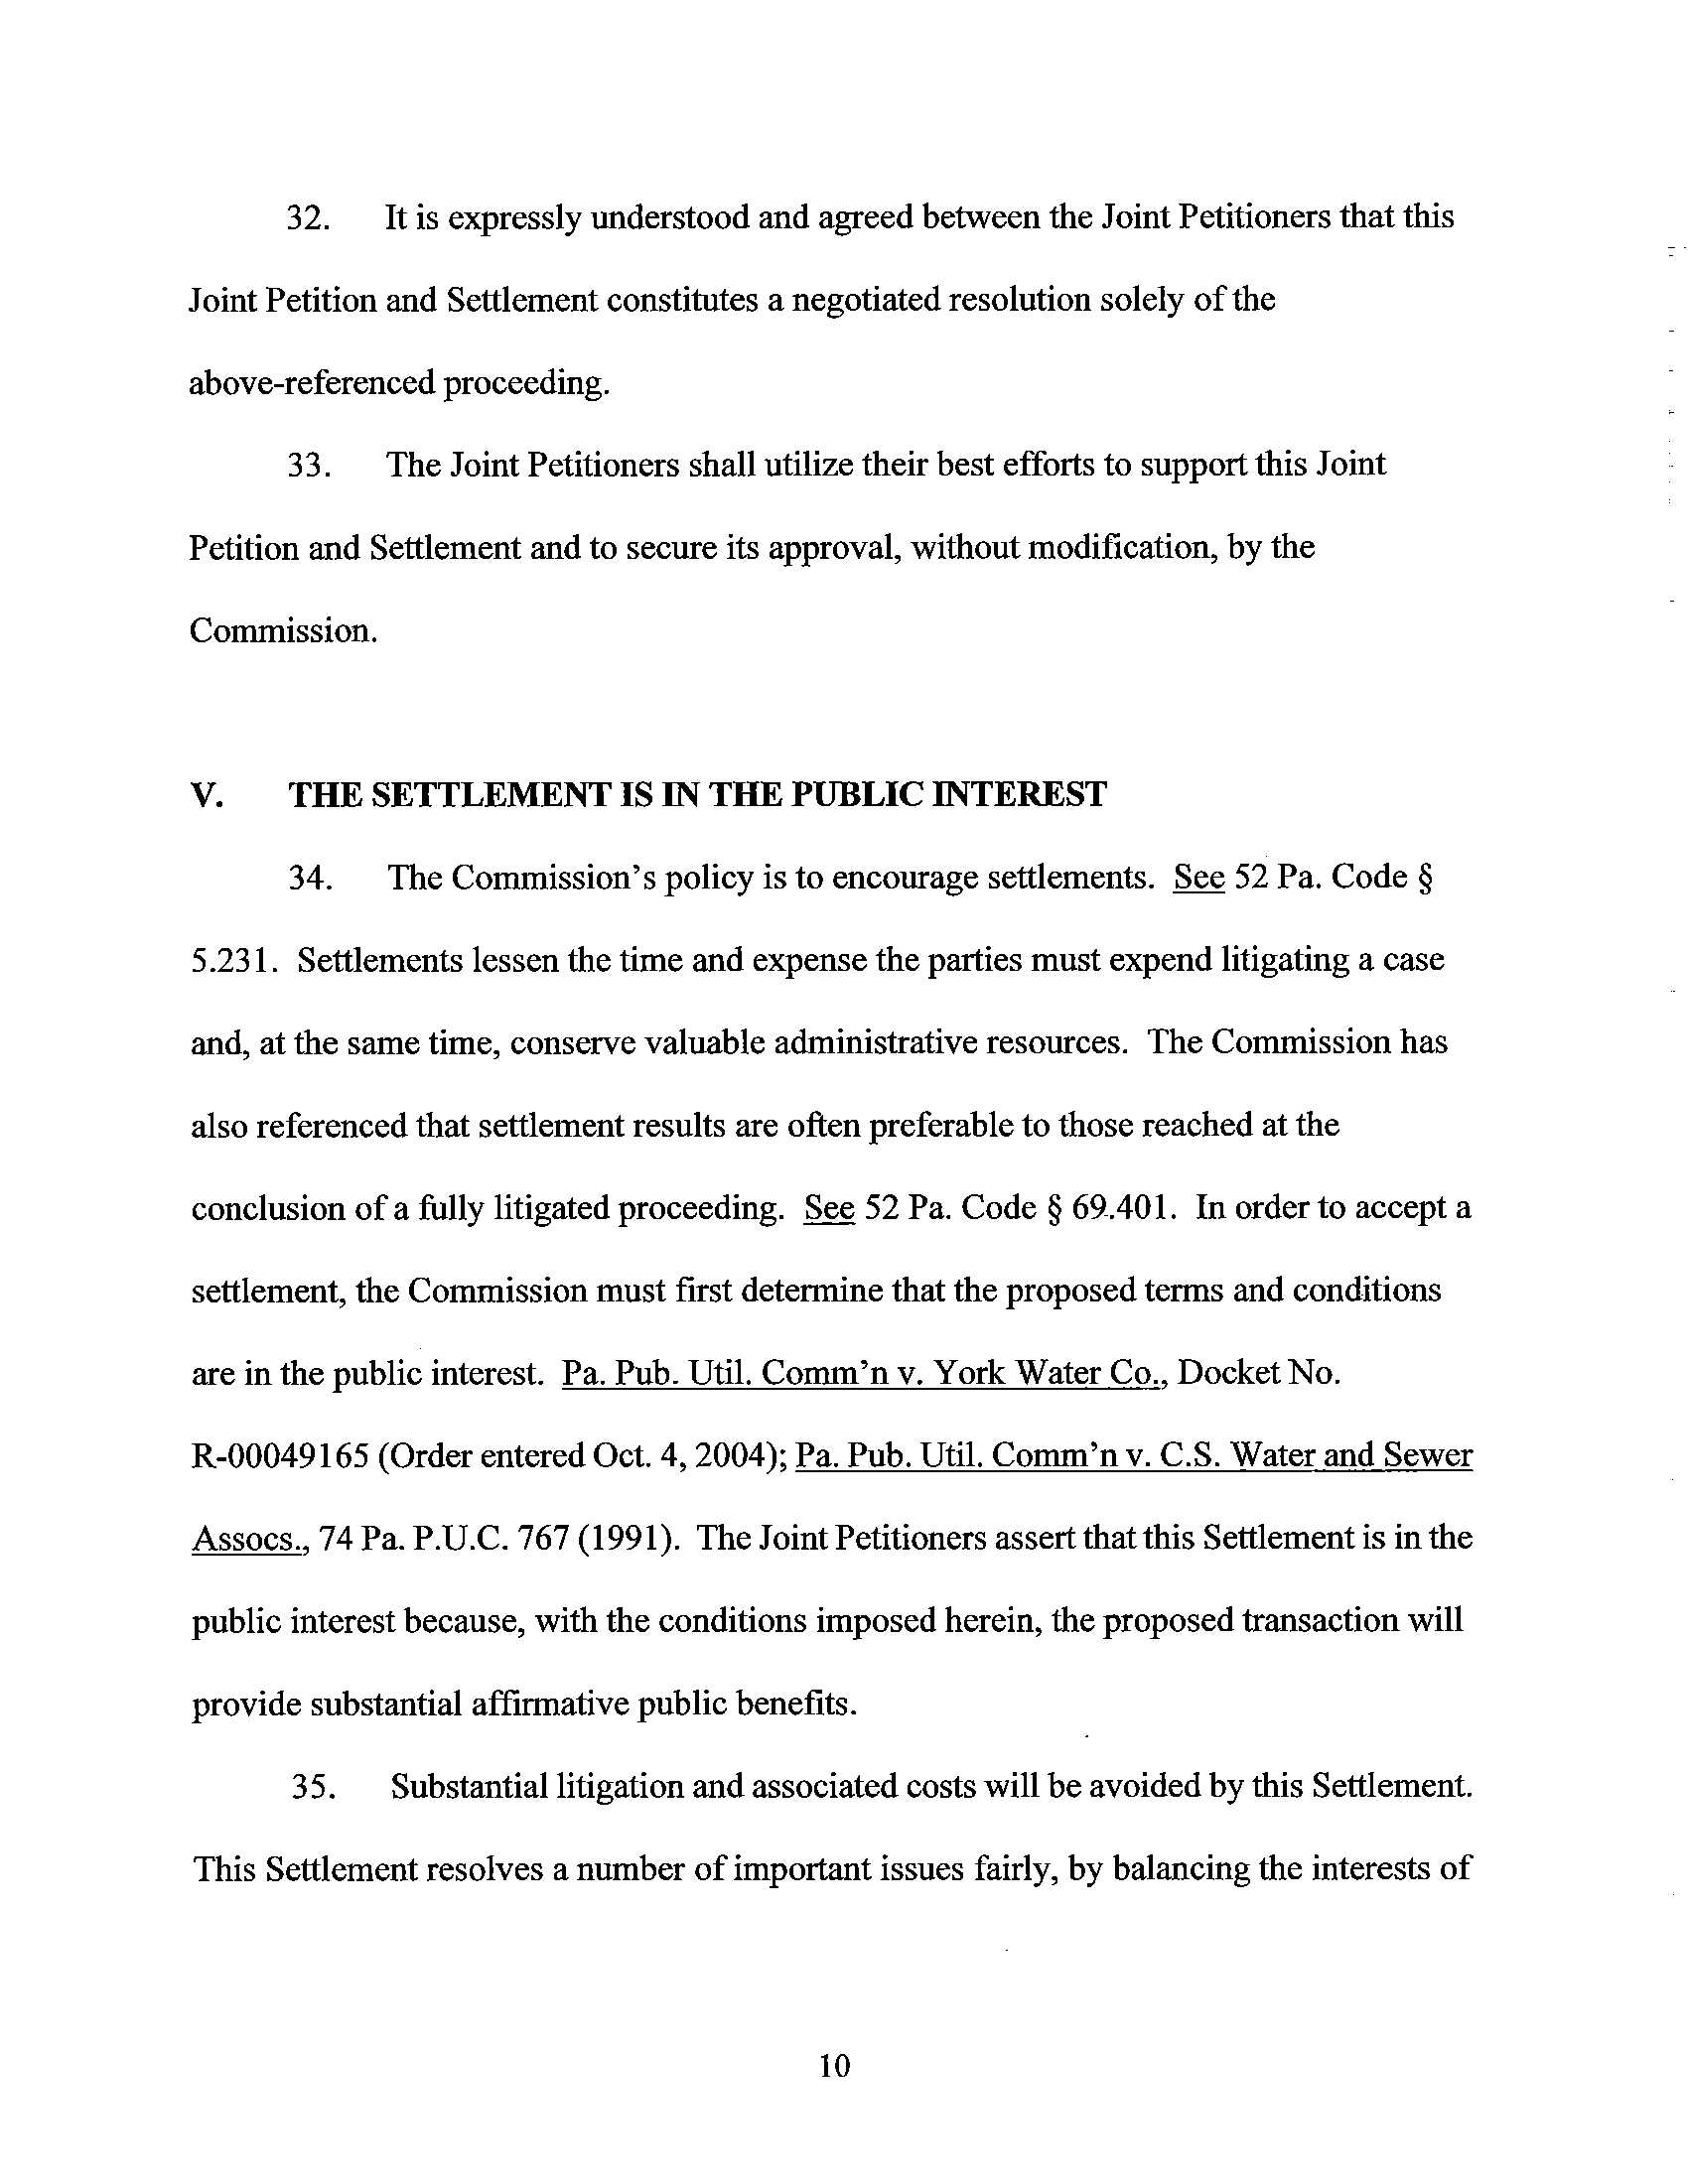 32. It is expressly understood and agreed between the Joint Petitioners that this
Joint Petition and Settlement constitutes a negotiated resolution solely of the
above-referenced proceeding.
33. The Joint Petitioners shall utilize their best efforts to support this Joint
Petition and Settlement and to secure its approval, without modification, by the
Commission.
V. THE SETTLEMENT IS IN THE PUBLIC INTEREST
34. The Commission's policy is to encourage settlements. See 52 Pa. Code §
5.231. Settlements lessen the time and expense the parties must expend litigating a case
and, at the same time, conserve valuable administrative resources. The Commission has
also referenced that settlement results are often preferable to those reached at the
conclusion of a fully litigated proceeding. See 52 Pa. Code § 69.401. In order to accept a
settlement, the Commission must first determine that the proposed terms and conditions
are in the public interest. Pa. Pub. Util. Comm'n v. York Water Co., Docket No.
R-00049165 (Order entered Oct. 4, 2004); Pa. Pub. Util. Comm'n v. C.S. Water and Sewer
Assocs., 74 Pa. P.U.C. 767 (1991). The Joint Petitioners assert that this Settlement is in the
public interest because, with the conditions imposed herein, the proposed transaction will
provide substantial affirmative public benefits.
35. Substantial litigation and associated costs will be avoided by this Settlement.
This Settlement resolves a number of important issues fairly, by balancing the interests of
10